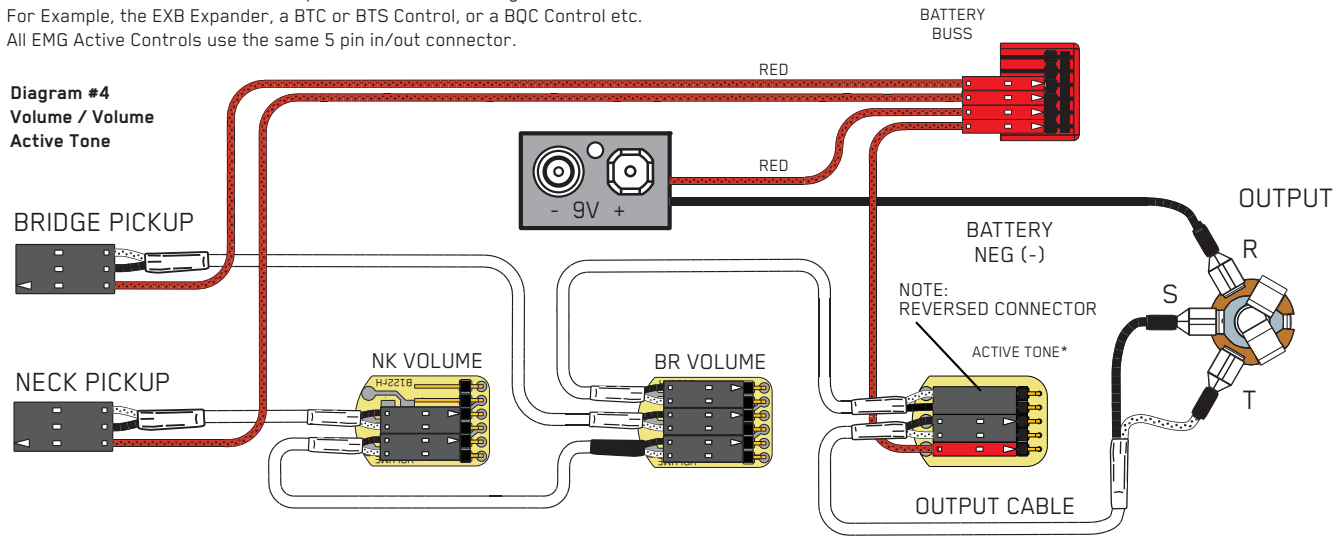 For Example, the EXB Expander, a BTC or BTS Control, or a BQC Control etc.
All EMG Active Controls use the same 5 pin in/out connector.
BATTERY
BUSS
Diagram #4
Volume / Volume
Active Tone
RED
RED
- 9V +
BRIDGE PICKUP
BATTERY
NEG (-)
OUTPUT
R
S
T
NOTE:
REVERSED CONNECTOR
ACTIVE TONE*
NK VOLUME
BR VOLUME
B122rH
NECK PICKUP
OUTPUT CABLE